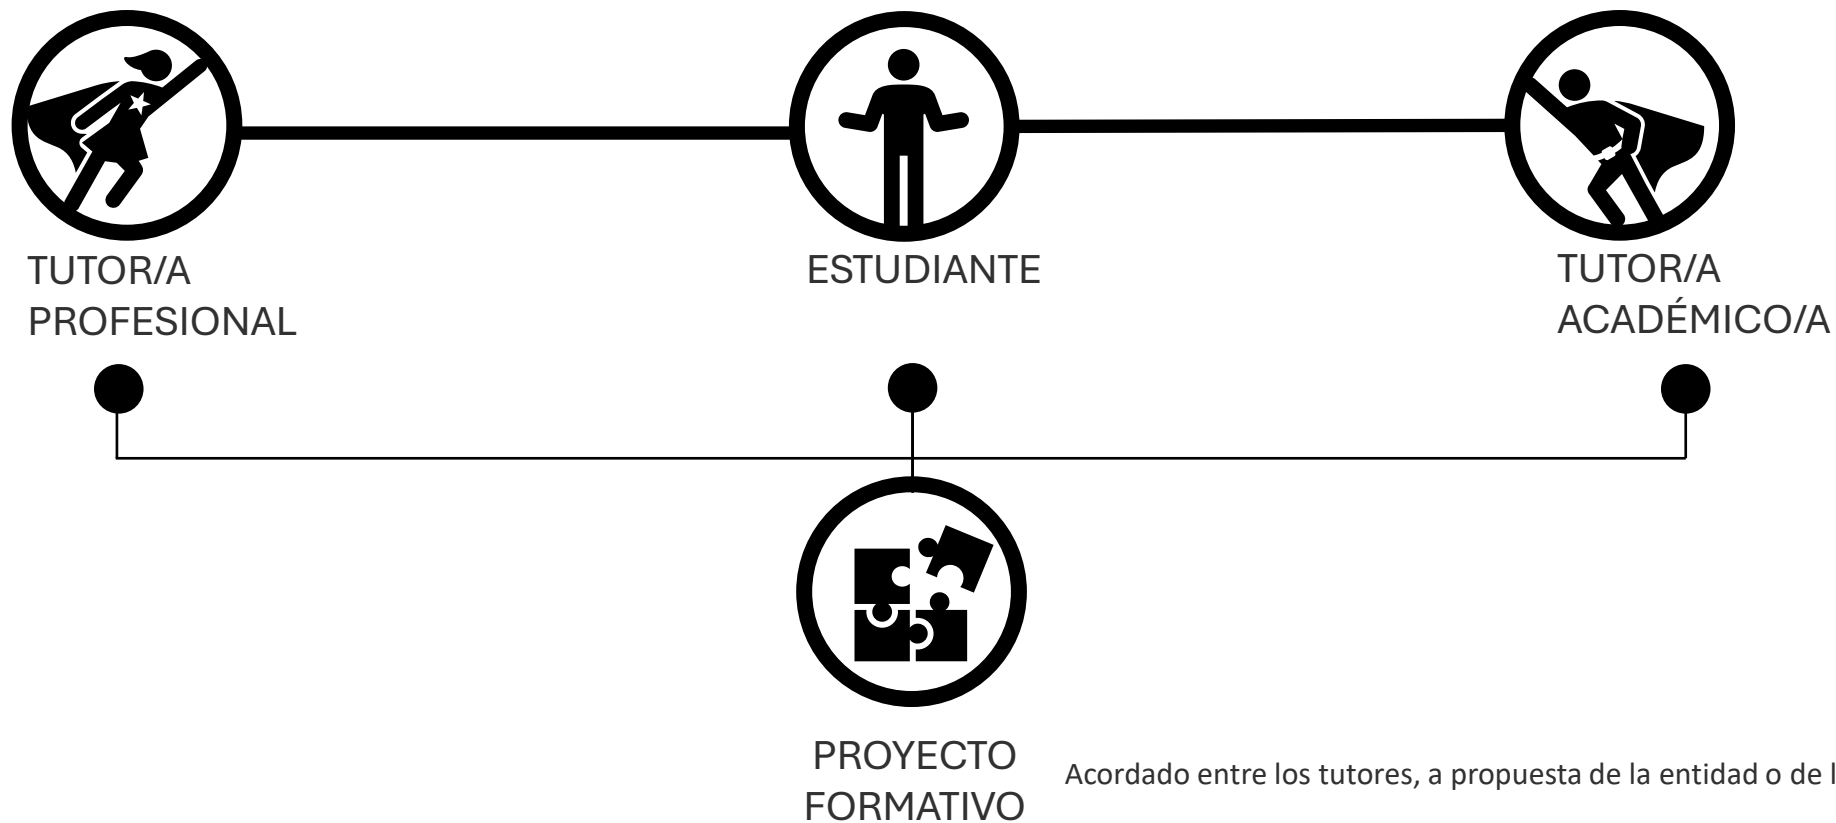 TUTOR/A
PROFESIONAL
ESTUDIANTE
TUTOR/A
ACADÉMICO/A
PROYECTO
FORMATIVO
Acordado entre los tutores, a propuesta de la entidad o de l